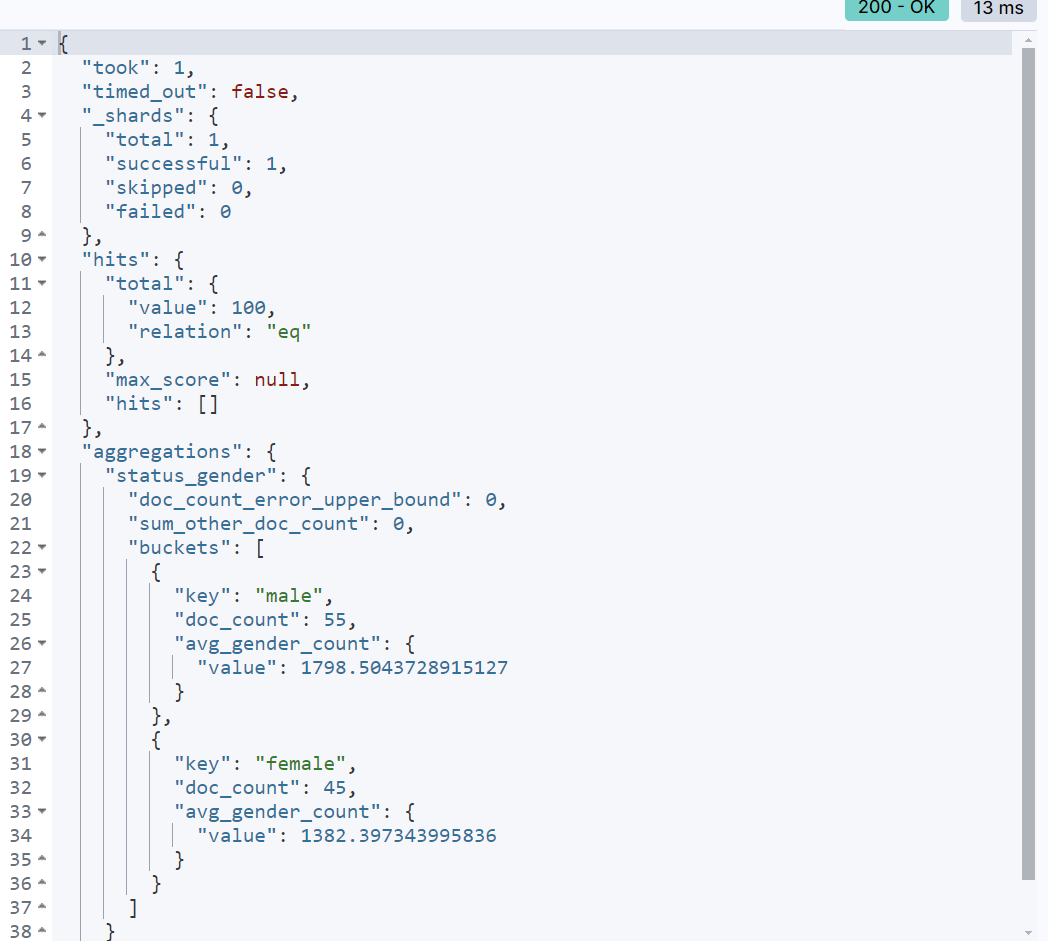 200 - OK 13 ms
1 {
2 "took": 1,
3 "timed_out": false,
4 "_shards": {
5 "total": 1,
6 "successful": 1,
7 "skipped": 0,
8 "failed": 0
9 },
10 "hits": {
11 "total": {
12 "value": 100,
13 "relation": "eq"
14 },
15 "max_score": null,
16 "hits": []
17 },
18 "aggregations": {
19 "status_gender": {
20 "doc_count_error_upper_bound": 0,
21 "sum_other_doc_count": 0,
22 "buckets": [
23 {
24 "key": "male",
25 "doc_count": 55,
26 "avg_gender_count": {
27 "value": 1798.5043728915127
28 }
29 },
30 {
31 "key": "female",
32 "doc_count": 45,
33 "avg_gender_count": {
34 "value": 1382.397343995836
35 }
36 }
37 ]
38 }